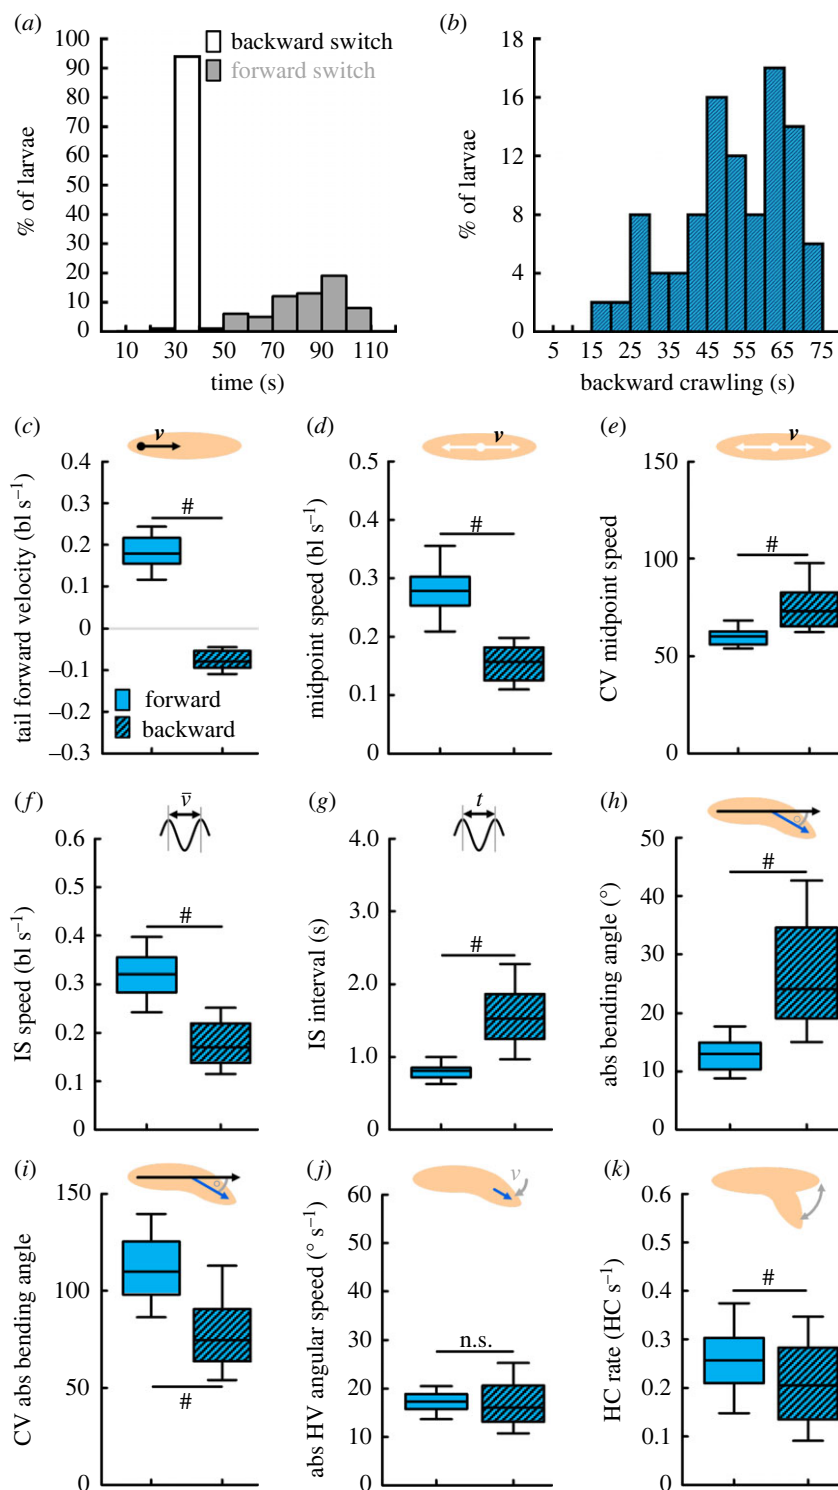 (a)
100
90
80
70
60
50
40
30
20
10
0
% of larvae
backward switch
forward switch
10 30 50 70 90 110
time (s)
(b)
18
16
12
8
4
0
% of larvae
5 15 25 35 45 55 65 75
backward crawling (s)
(c)
v
0.4
0.3
0.2
0.1
0
–0.1
–0.2
–0.3
tail forward velocity (bl s⁻¹)
#
forward
backward
(d)
v
0.5
0.4
0.3
0.2
0.1
0
midpoint speed (bl s⁻¹)
#
(e)
v
150
100
50
0
CV midpoint speed
#
(f)
v̄
0.6
0.5
0.4
0.3
0.2
0.1
0
IS speed (bl s⁻¹)
#
(g)
t
4.0
3.0
2.0
1.0
0
IS interval (s)
#
(h)
50
40
30
20
10
0
abs bending angle (°)
#
(i)
150
100
50
0
CV abs bending angle
#
(j)
v
60
50
40
30
20
10
0
abs HV angular speed (° s⁻¹)
n.s.
(k)
0.6
0.5
0.4
0.3
0.2
0.1
0
HC rate (HC s⁻¹)
#